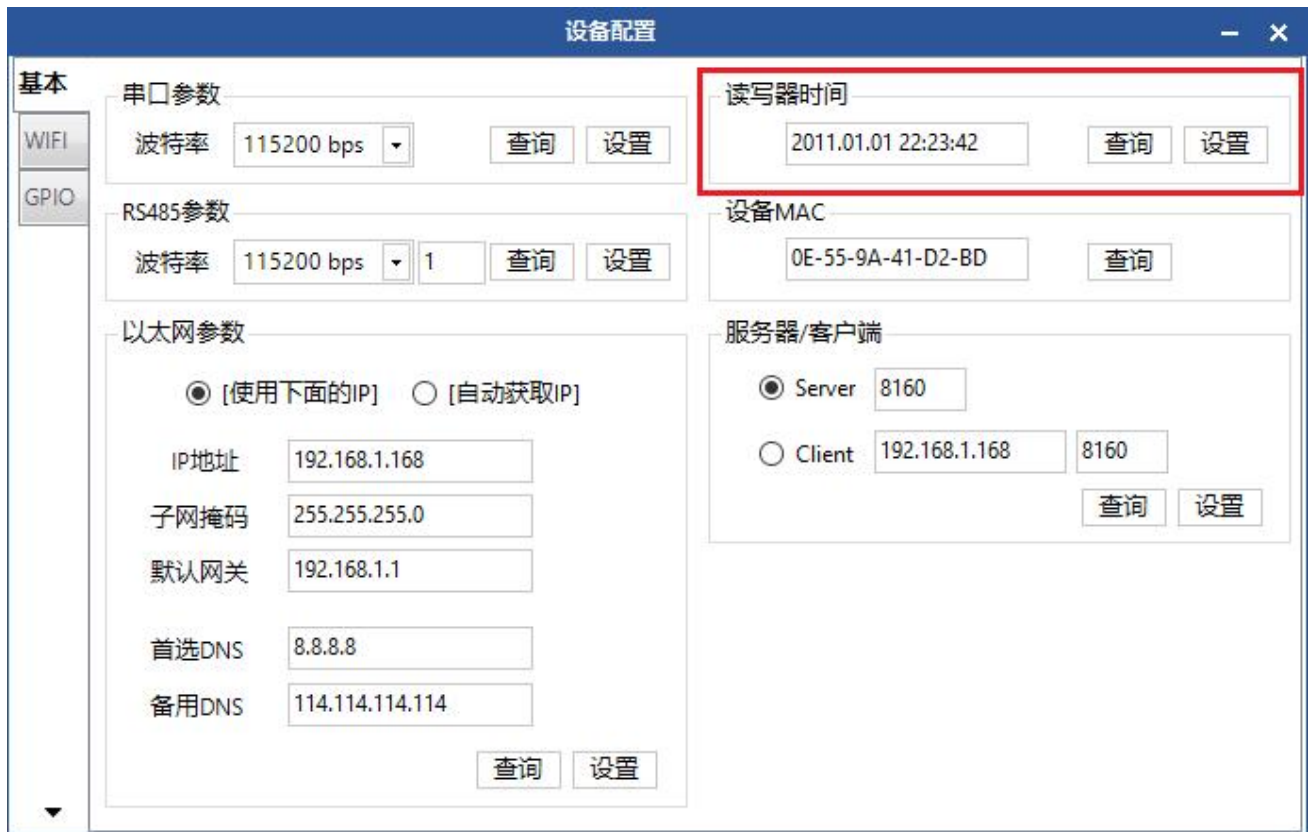 设备配置
基本
WIFI
GPIO
串口参数
波特率 115200 bps 查询 设置
读写器时间
2011.01.01 22:23:42 查询 设置
RS485参数
波特率 115200 bps 1 查询 设置
设备MAC
0E-55-9A-41-D2-BD 查询
以太网参数
[使用下面的IP] [自动获取IP]
IP地址 192.168.1.168
子网掩码 255.255.255.0
默认网关 192.168.1.1
首选DNS 8.8.8.8
备用DNS 114.114.114.114
查询 设置
服务器/客户端
Server 8160
Client 192.168.1.168 8160
查询 设置